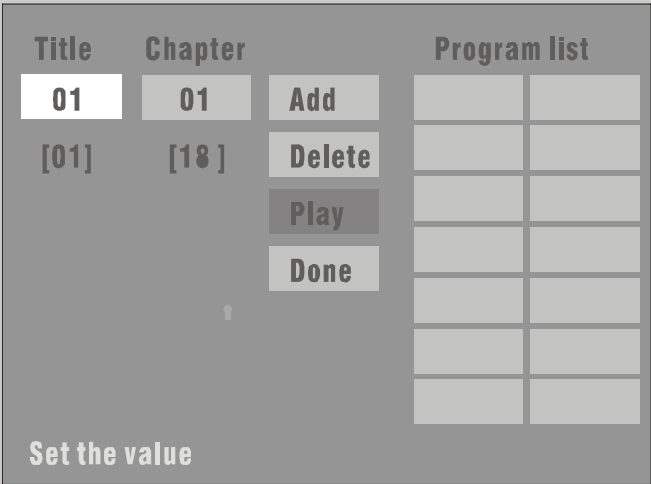 Title Chapter Program list
01 01 Add
[01] [18] Delete
Play
Done
Set the value